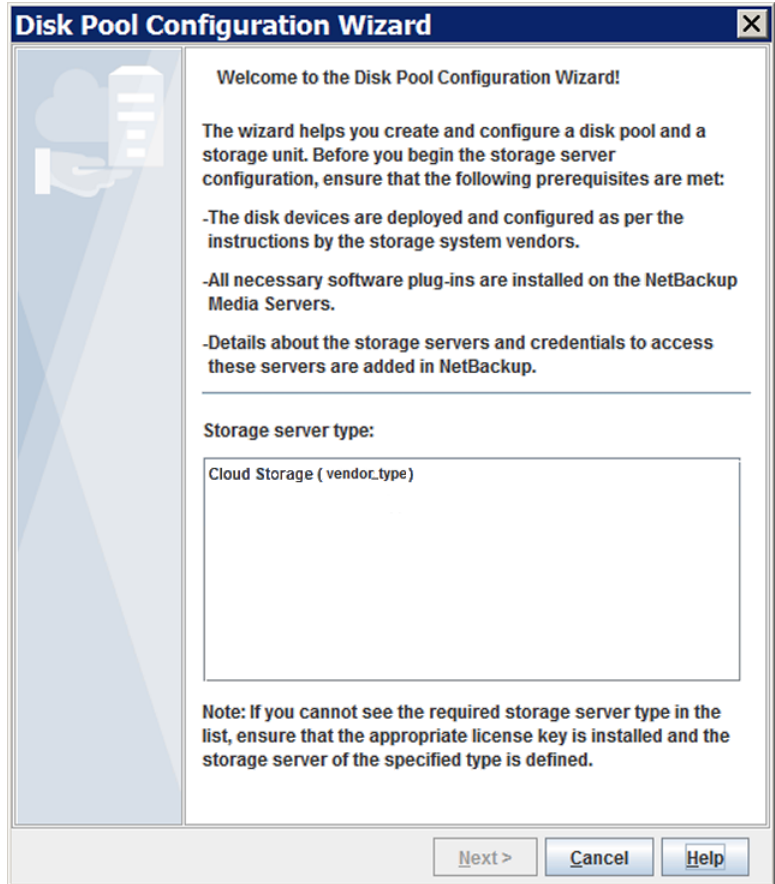 Disk Pool Configuration Wizard
Welcome to the Disk Pool Configuration Wizard!
The wizard helps you create and configure a disk pool and a
storage unit. Before you begin the storage server
configuration, ensure that the following prerequisites are met:
-The disk devices are deployed and configured as per the
instructions by the storage system vendors.
-All necessary software plug-ins are installed on the NetBackup
Media Servers.
-Details about the storage servers and credentials to access
these servers are added in NetBackup.
Storage server type:
Cloud Storage ( vendor_type)
Note: If you cannot see the required storage server type in the
list, ensure that the appropriate license key is installed and the
storage server of the specified type is defined.
Next > Cancel Help